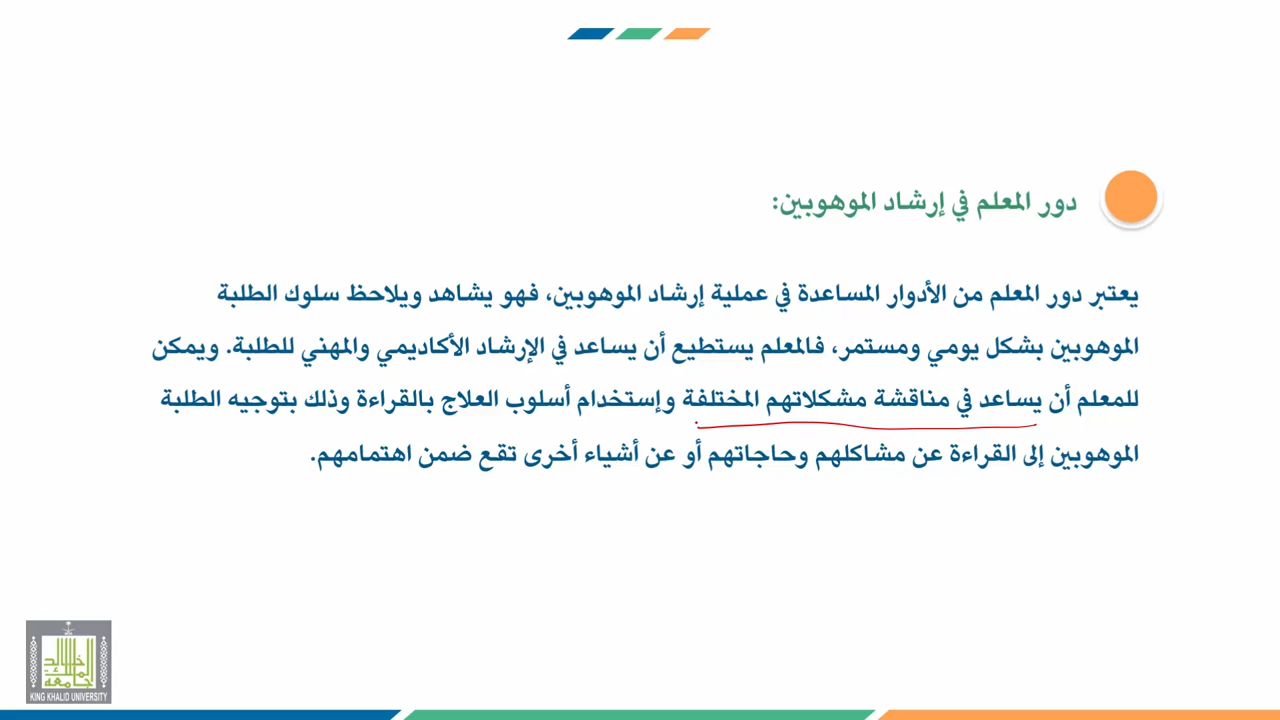 دور المعلم في إرشاد الموهوبين:
يعتبر دور المعلم من الأدوار المساعدة في عملية إرشاد الموهوبين، فهو يشاهد ويلاحظ سلوك الطلبة
الموهوبين بشكل يومي ومستمر، فالمعلم يستطيع أن يساعد في الإرشاد الأكاديمي والمهني للطلبة. ويمكن
للمعلم أن يساعد في مناقشة مشكلاتهم المختلفة وإستخدام أسلوب العلاج بالقراءة وذلك بتوجيه الطلبة
الموهوبين إلى القراءة عن مشاكلهم وحاجاتهم أو عن أشياء أخرى تقع ضمن اهتمامهم.
جامعة الملك خالد
KING KHALID UNIVERSITY